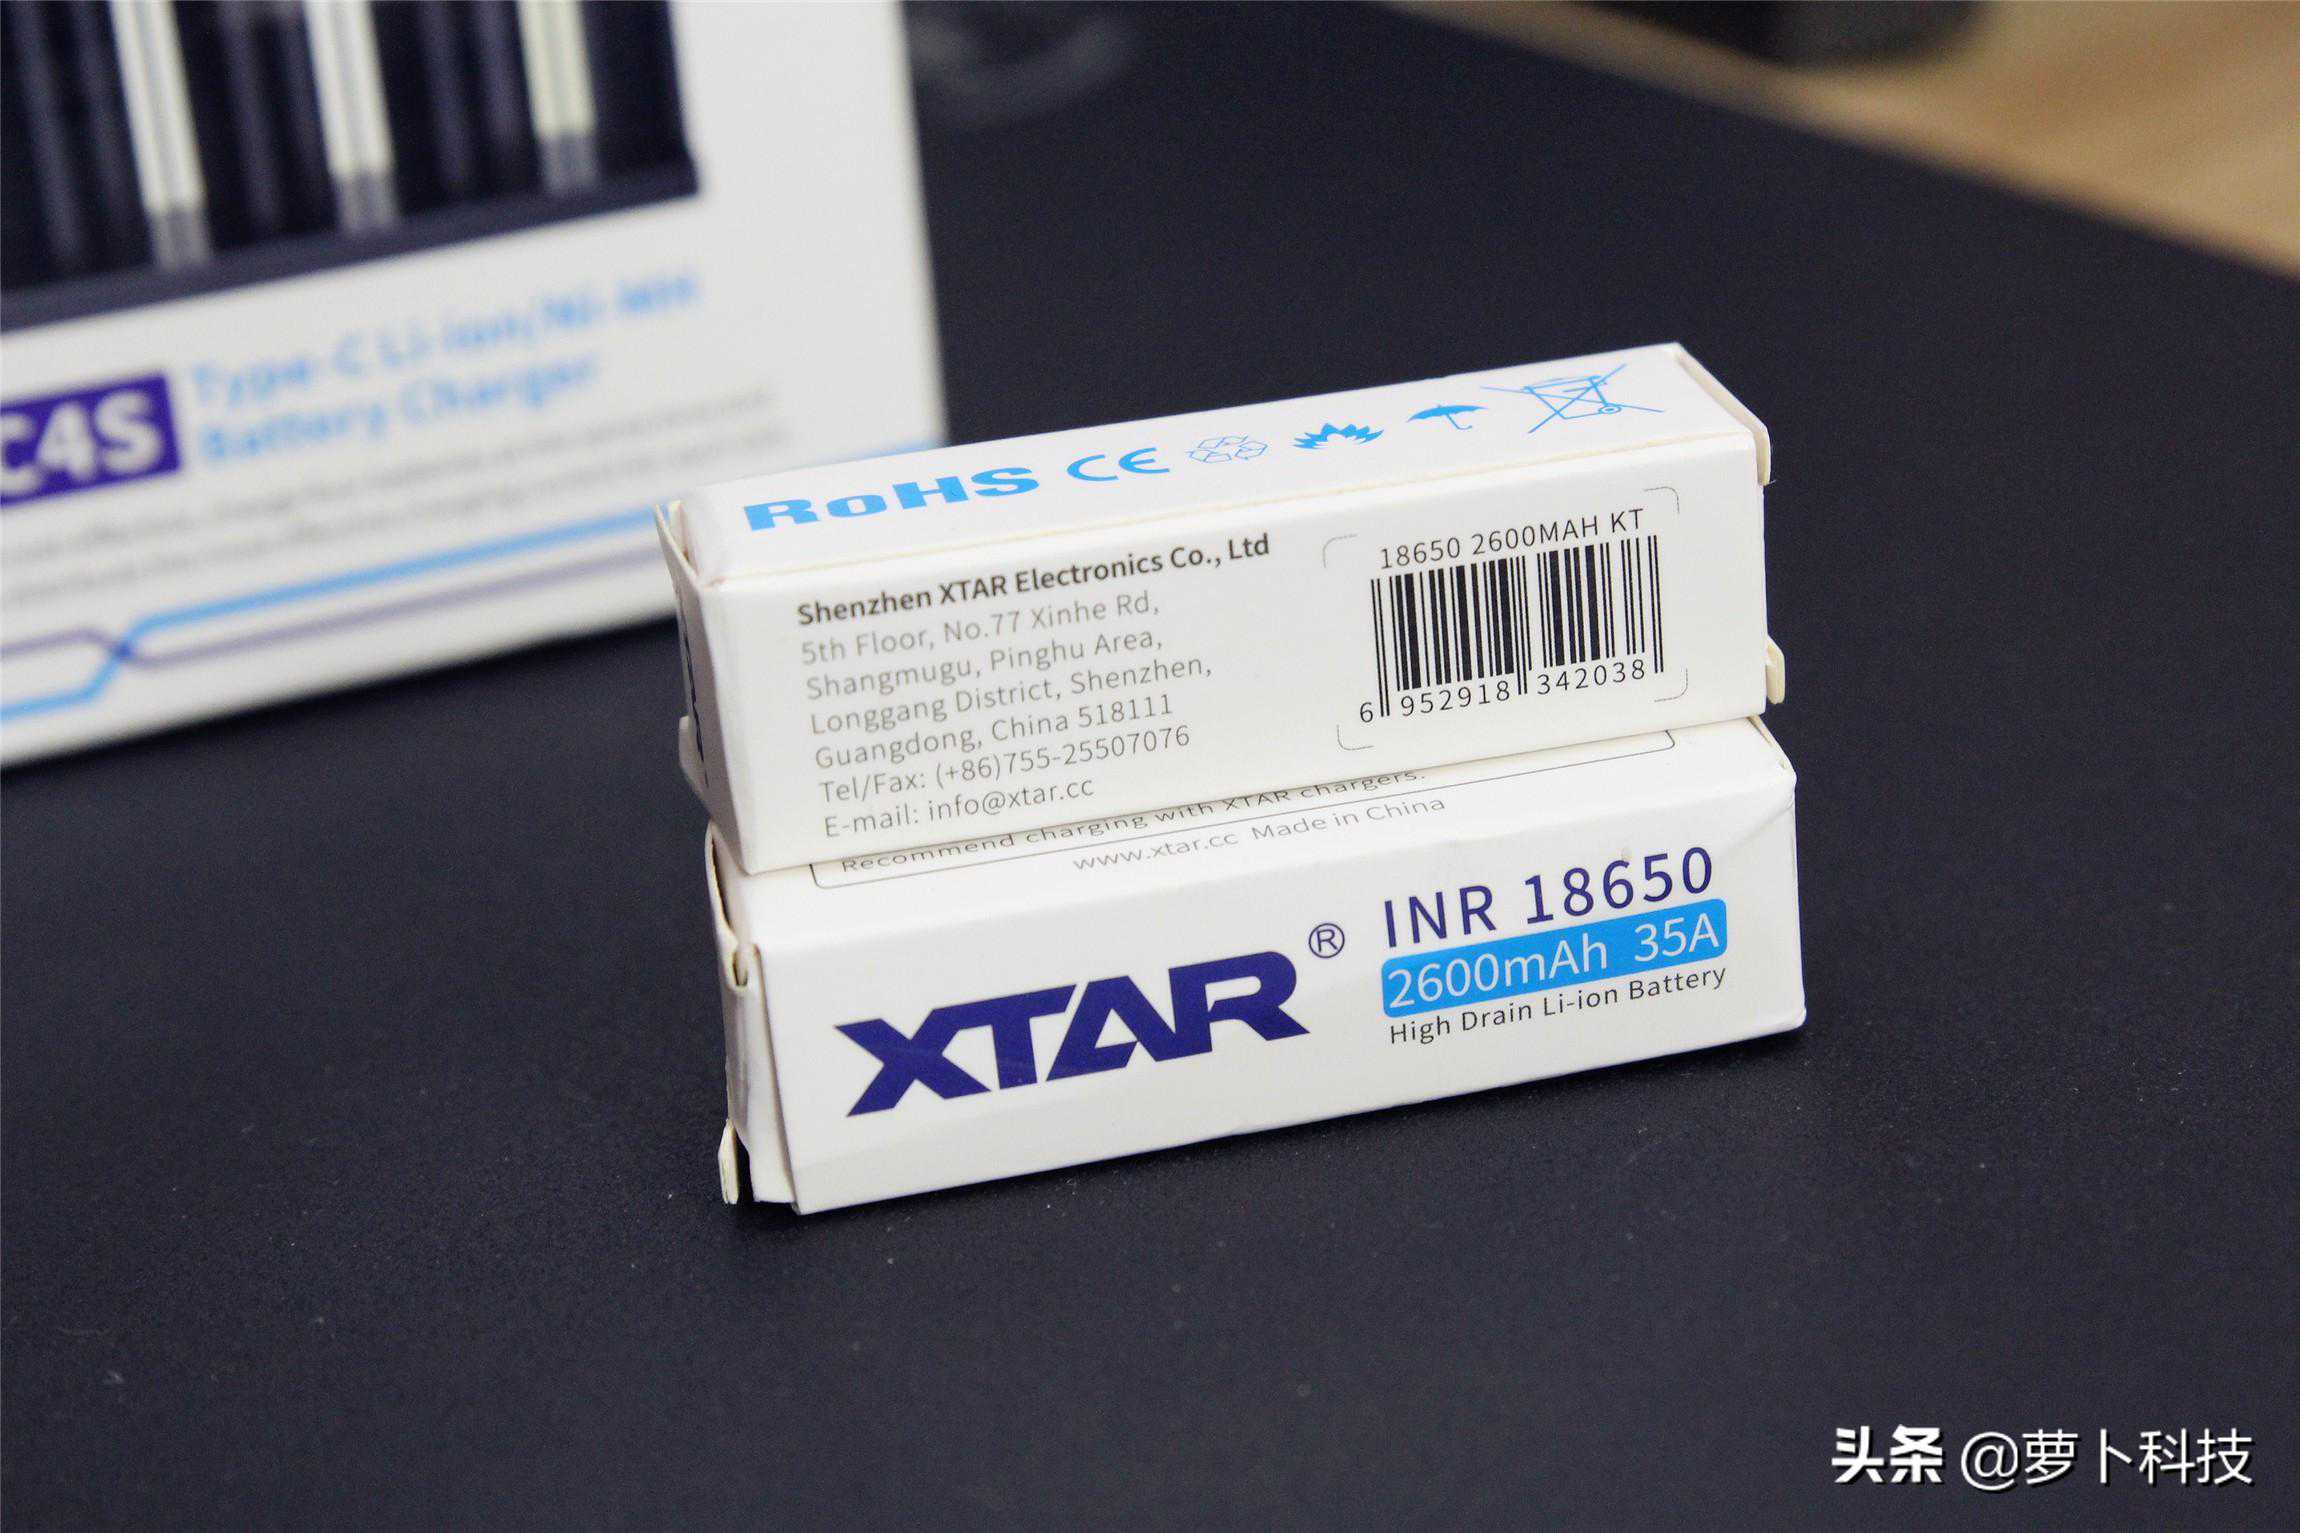 C4S
Type-C Li-ion/Ni-MH
Battery Charger
RoHS CE
Shenzhen XTAR Electronics Co., Ltd
5th Floor, No.77 Xinhe Rd,
Shangmugu, Pinghu Area,
Longgang District, Shenzhen,
Guangdong, China 518111
Tel/Fax: (+86)755-25507076
E-mail: info@xtar.cc
18650 2600MAH KT
6 952918 342038
Recommend charging with XTAR chargers.
www.xtar.cc Made in China
XTAR®
INR 18650
2600mAh 35A
High Drain Li-ion Battery
头条 @萝卜科技